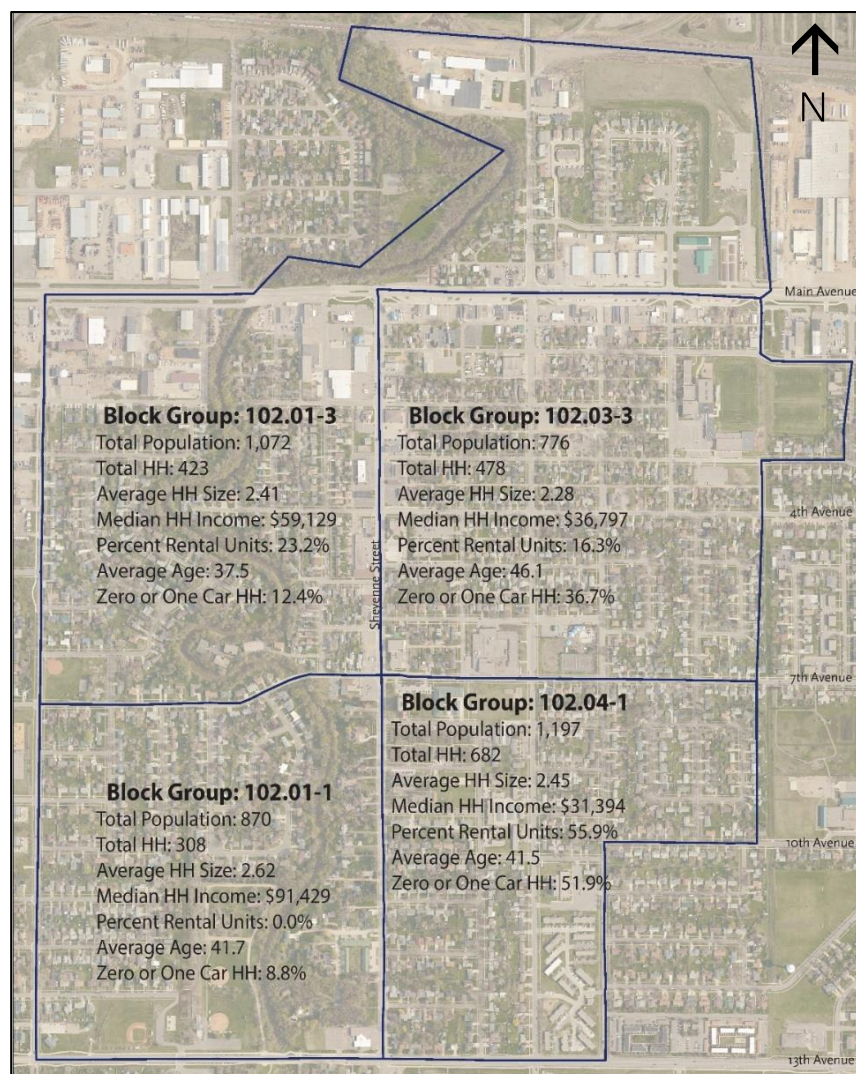 N
Main Avenue
Block Group: 102.01-3
Total Population: 1,072
Total HH: 423
Average HH Size: 2.41
Median HH Income: $59,129
Percent Rental Units: 23.2%
Average Age: 37.5
Zero or One Car HH: 12.4%
Block Group: 102.03-3
Total Population: 776
Total HH: 478
Average HH Size: 2.28
Median HH Income: $36,797
Percent Rental Units: 16.3%
Average Age: 46.1
Zero or One Car HH: 36.7%
4th Avenue
Sheyenne Street
7th Avenue
Block Group: 102.01-1
Total Population: 870
Total HH: 308
Average HH Size: 2.62
Median HH Income: $91,429
Percent Rental Units: 0.0%
Average Age: 41.7
Zero or One Car HH: 8.8%
Block Group: 102.04-1
Total Population: 1,197
Total HH: 682
Average HH Size: 2.45
Median HH Income: $31,394
Percent Rental Units: 55.9%
Average Age: 41.5
Zero or One Car HH: 51.9%
10th Avenue
13th Avenue